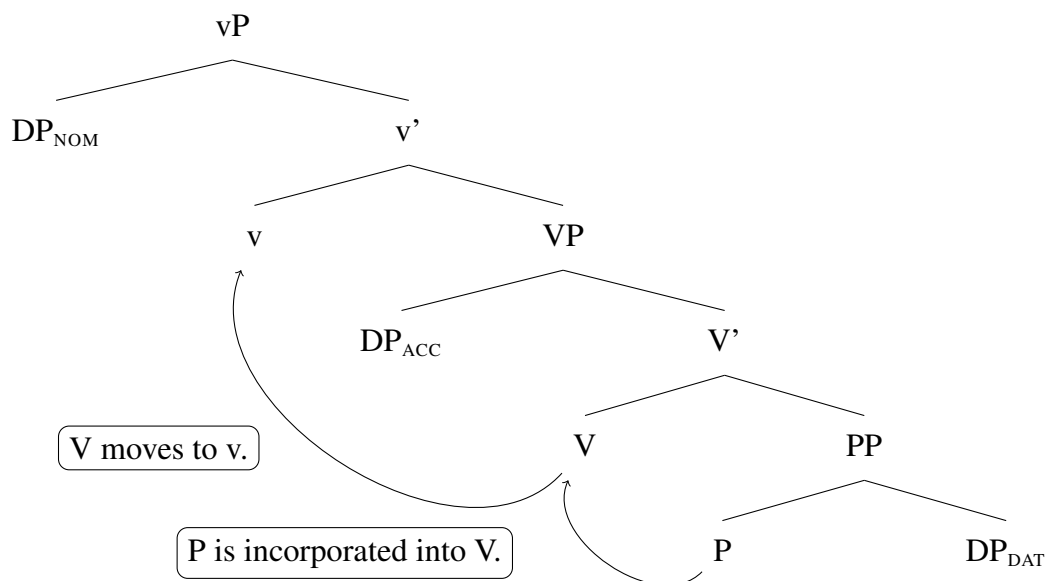 vP
DP_NOM v’
v VP
DP_ACC V’
V moves to v. V PP
P is incorporated into V. P DP_DAT